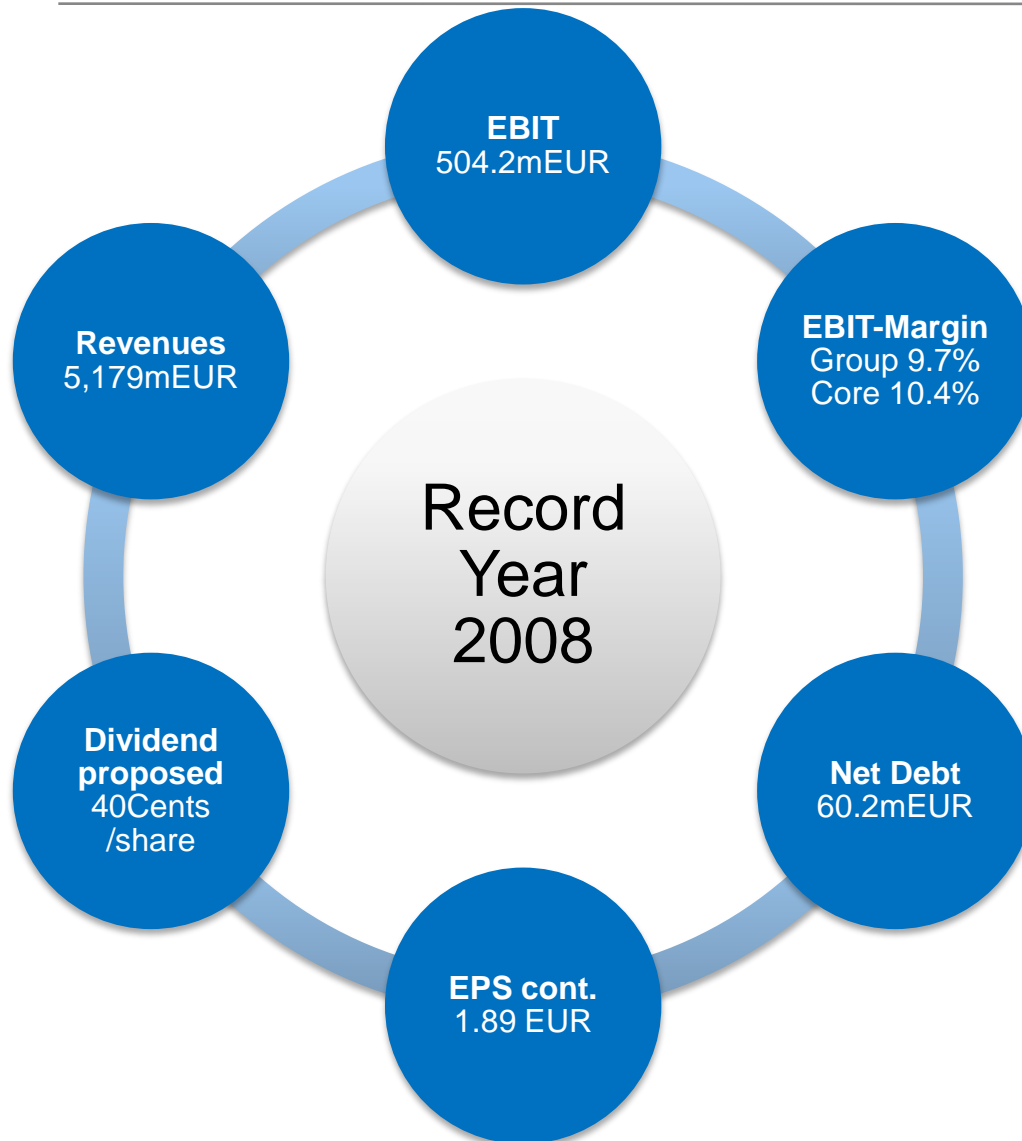 EBIT
504.2mEUR
EBIT-Margin
Group 9.7%
Core 10.4%
Revenues
5,179mEUR
Record
Year
2008
Dividend
proposed
40Cents
/share
Net Debt
60.2mEUR
EPS cont.
1.89 EUR